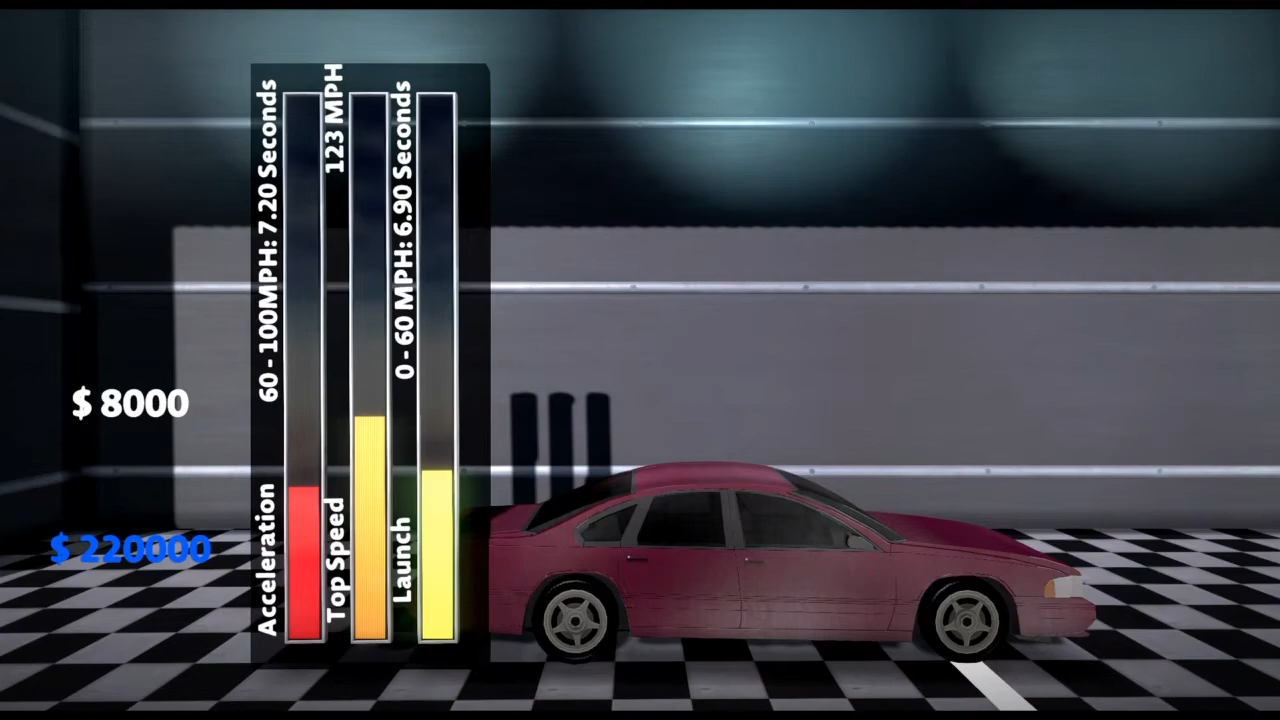 60 - 100MPH: 7.20 Seconds
Acceleration
123 MPH
Top Speed
0 - 60 MPH: 6.90 Seconds
Launch
$ 8000
$ 220000